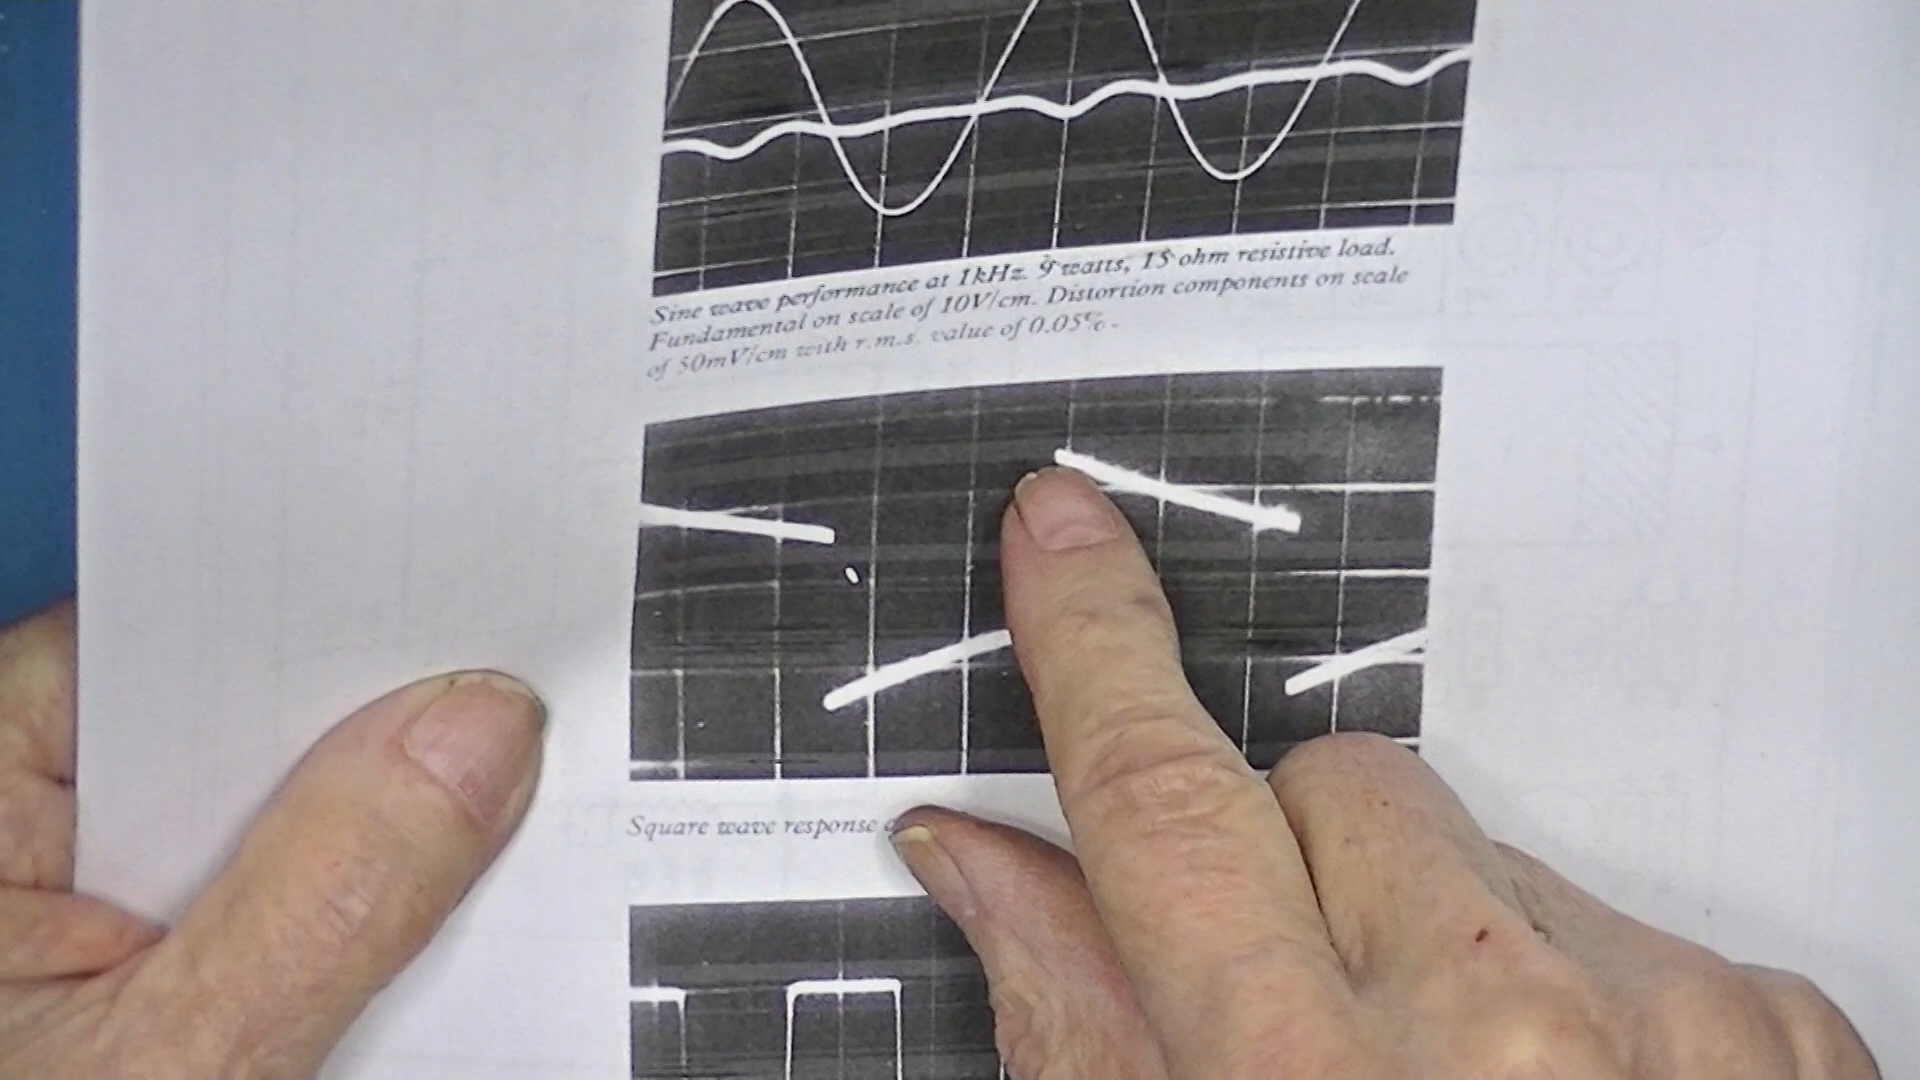 Sine wave performance at 1kHz. 9 watts, 15 ohm resistive load.
Fundamental on scale of 10V/cm. Distortion components on scale
of 50mV/cm with r.m.s. value of 0.05%.
Square wave response